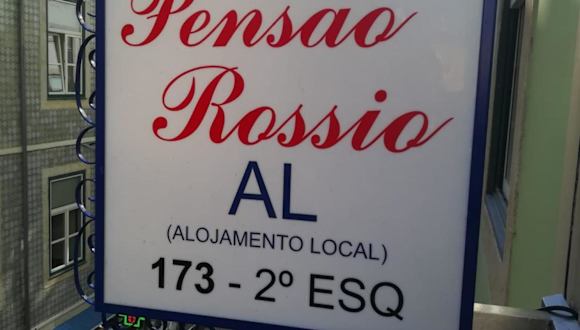 Pensao
Rossio
AL
(ALOJAMENTO LOCAL)
173 - 2º ESQ